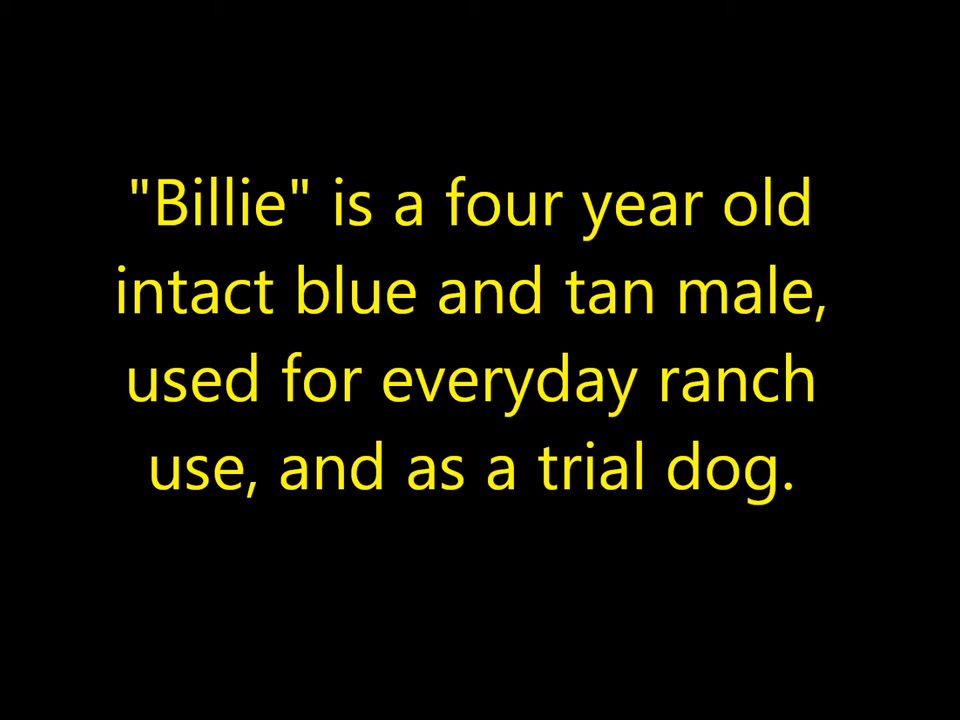 "Billie" is a four year old
intact blue and tan male,
used for everyday ranch
use, and as a trial dog.